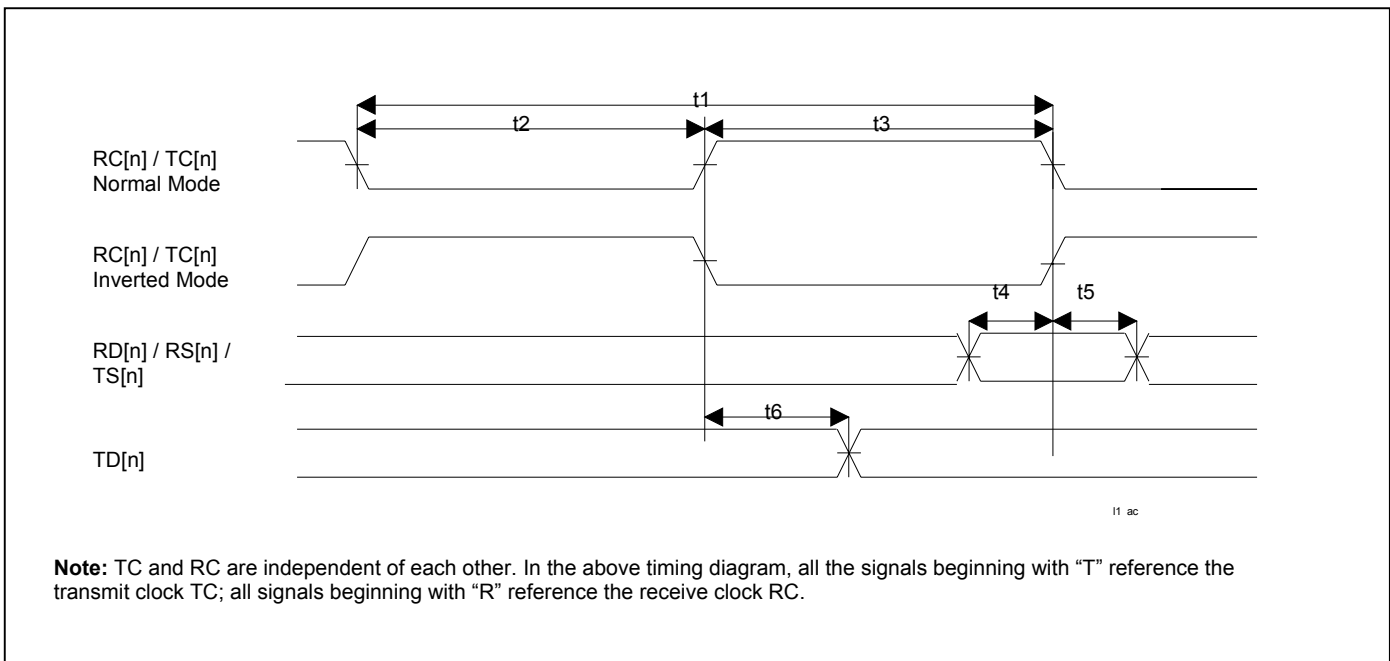 t1
t2
t3
RC[n] / TC[n]
Normal Mode
RC[n] / TC[n]
Inverted Mode
t4
t5
RD[n] / RS[n] /
TS[n]
t6
TD[n]
l1 ac
Note: TC and RC are independent of each other. In the above timing diagram, all the signals beginning with “T” reference the
transmit clock TC; all signals beginning with “R” reference the receive clock RC.